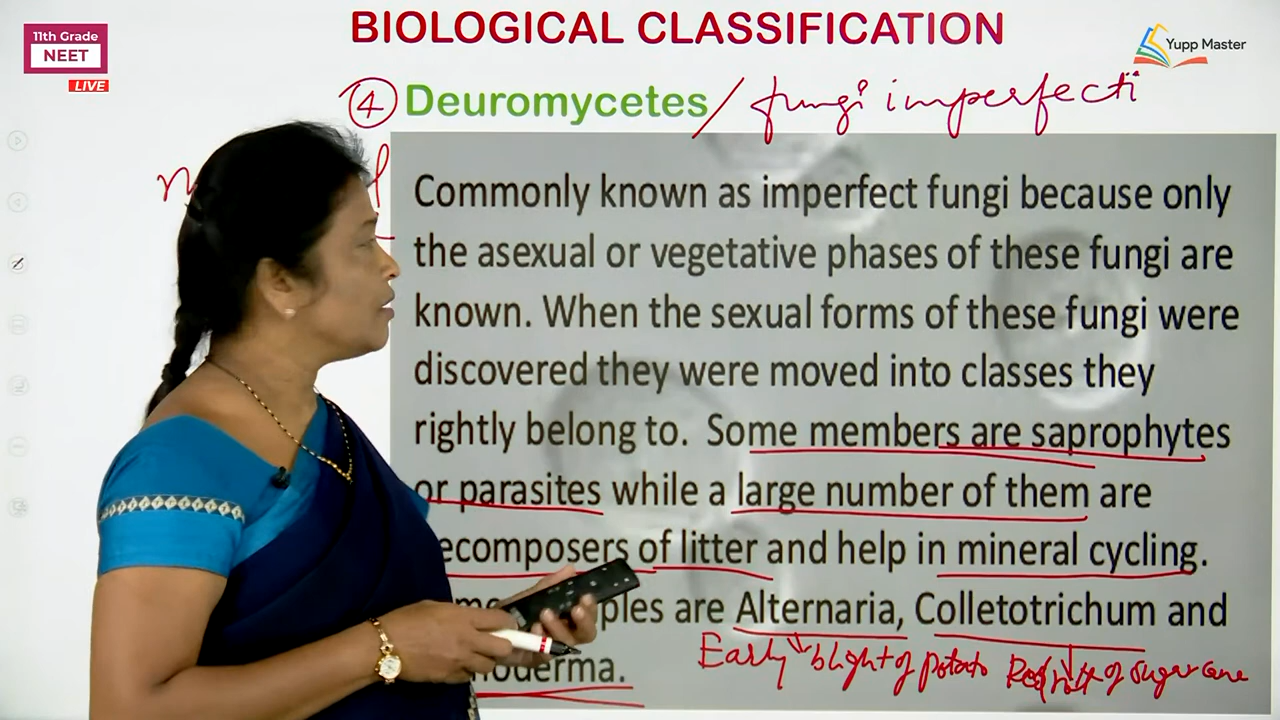 BIOLOGICAL CLASSIFICATION
11th Grade
NEET
LIVE
Yupp Master
④ Deuromycetes / fungi imperfecti
Commonly known as imperfect fungi because only
the asexual or vegetative phases of these fungi are
known. When the sexual forms of these fungi were
discovered they were moved into classes they
rightly belong to. Some members are saprophytes
or parasites while a large number of them are
ecomposers of litter and help in mineral cycling.
ples are Alternaria, Colletotrichum and
oderma.
Early blight of potato Red rot of sugar cane